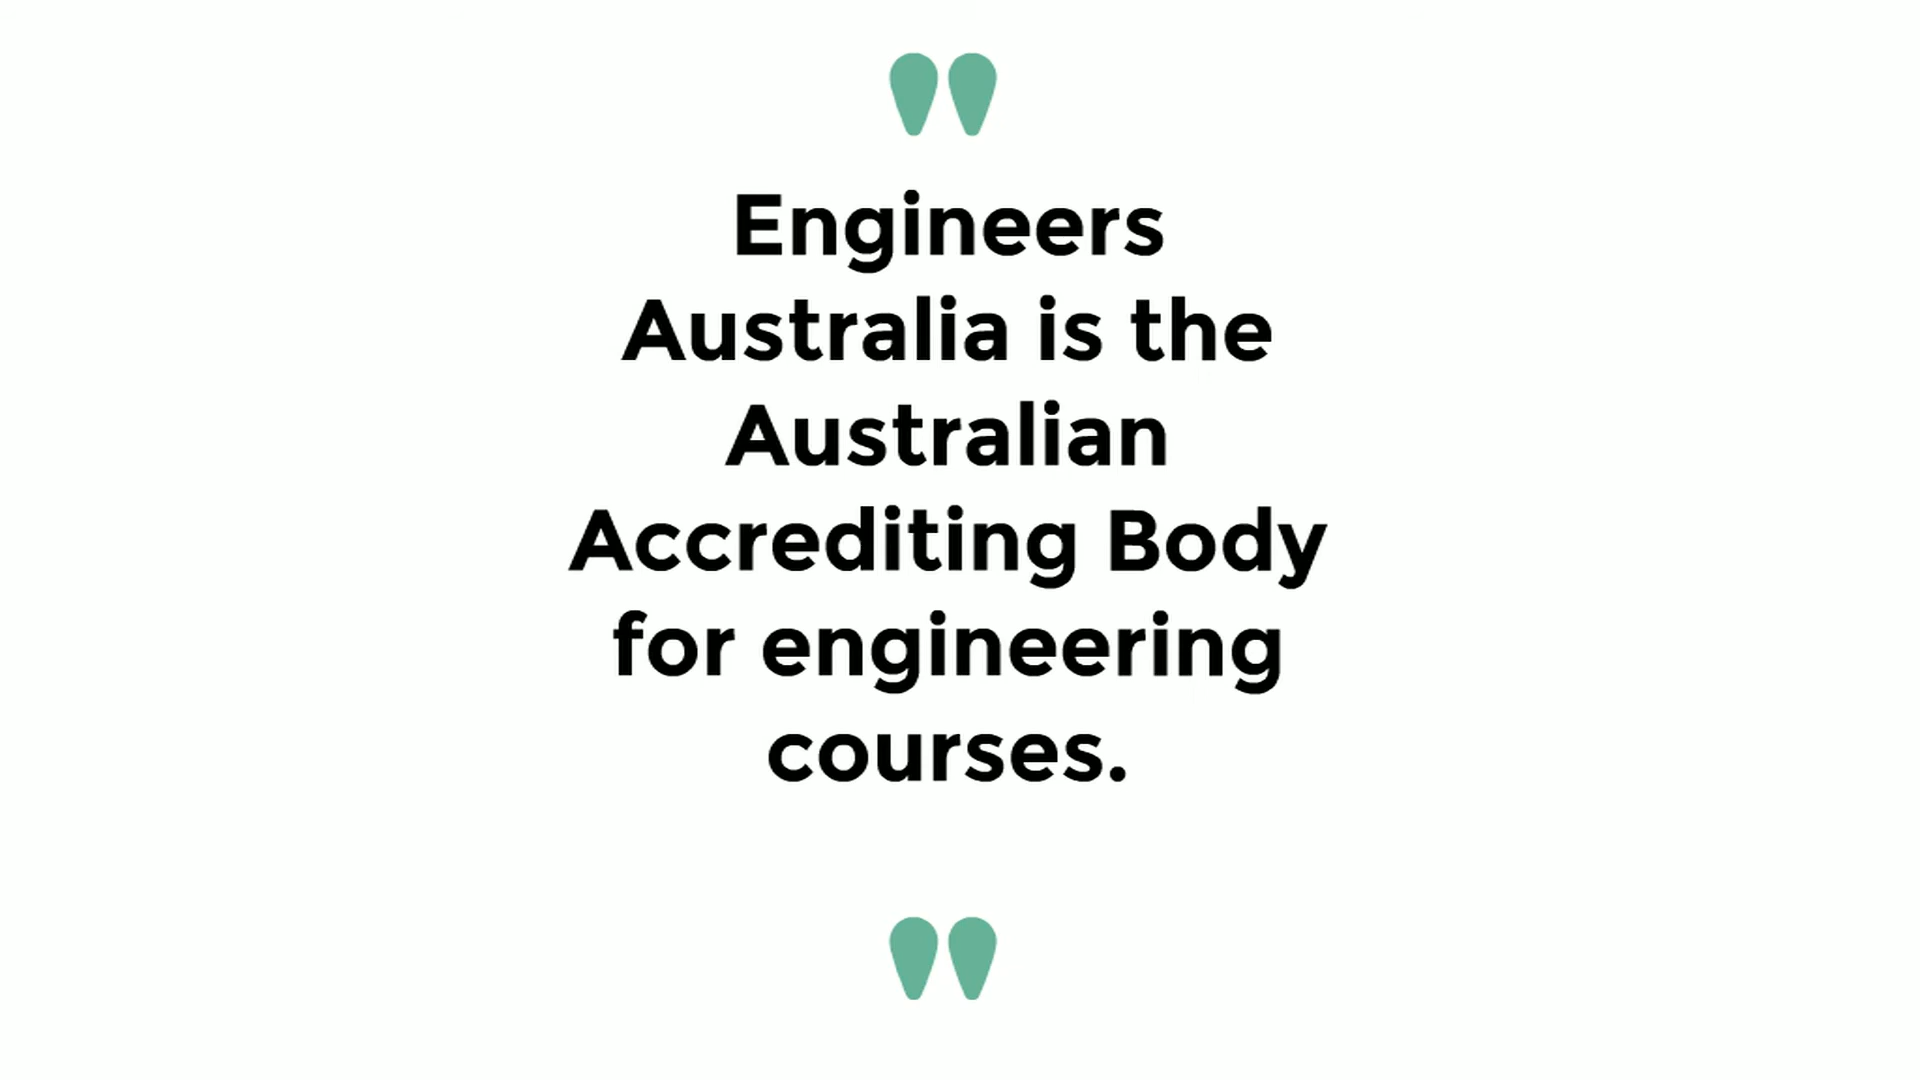 "
Engineers
Australia is the
Australian
Accrediting Body
for engineering
courses.
"